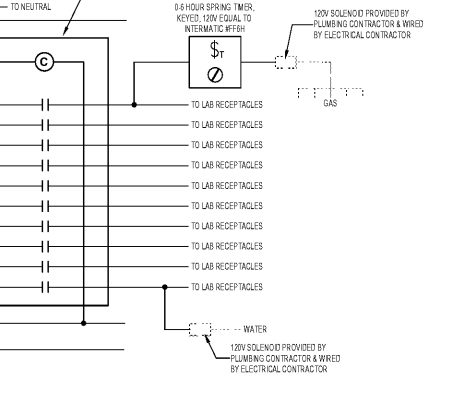 TO NEUTRAL
0-6 HOUR SPRING TIMER,
KEYED, 120V EQUAL TO
INTERMATIC #FF6H
120V SOLENOID PROVIDED BY
PLUMBING CONTRACTOR & WIRED
BY ELECTRICAL CONTRACTOR
$T
C
GAS
TO LAB RECEPTACLES
TO LAB RECEPTACLES
TO LAB RECEPTACLES
TO LAB RECEPTACLES
TO LAB RECEPTACLES
TO LAB RECEPTACLES
TO LAB RECEPTACLES
TO LAB RECEPTACLES
TO LAB RECEPTACLES
TO LAB RECEPTACLES
WATER
120V SOLENOID PROVIDED BY
PLUMBING CONTRACTOR & WIRED
BY ELECTRICAL CONTRACTOR